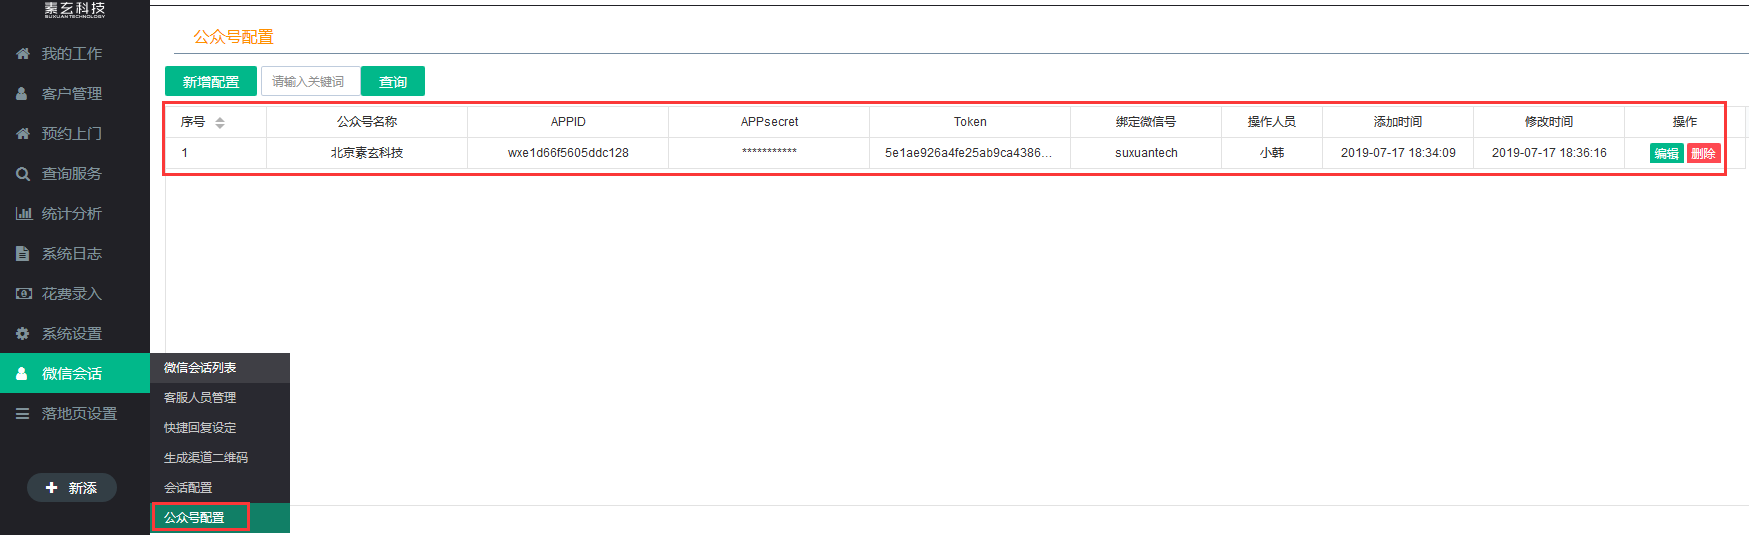 素玄科技
SUXUAN TECHNOLOGY
我的工作
客户管理
预约上门
查询服务
统计分析
系统日志
花费录入
系统设置
微信会话
落地页设置
新添
微信会话列表
客服人员管理
快捷回复设定
生成渠道二维码
会话配置
公众号配置
公众号配置
新增配置 请输入关键词 查询
序号 公众号名称 APPID APPsecret Token 绑定微信号 操作人员 添加时间 修改时间 操作
1 北京素玄科技 wxe1d66f5605ddc128 *********** 5e1ae926a4fe25ab9ca4386... suxuantech 小韩 2019-07-17 18:34:09 2019-07-17 18:36:16 编辑 删除